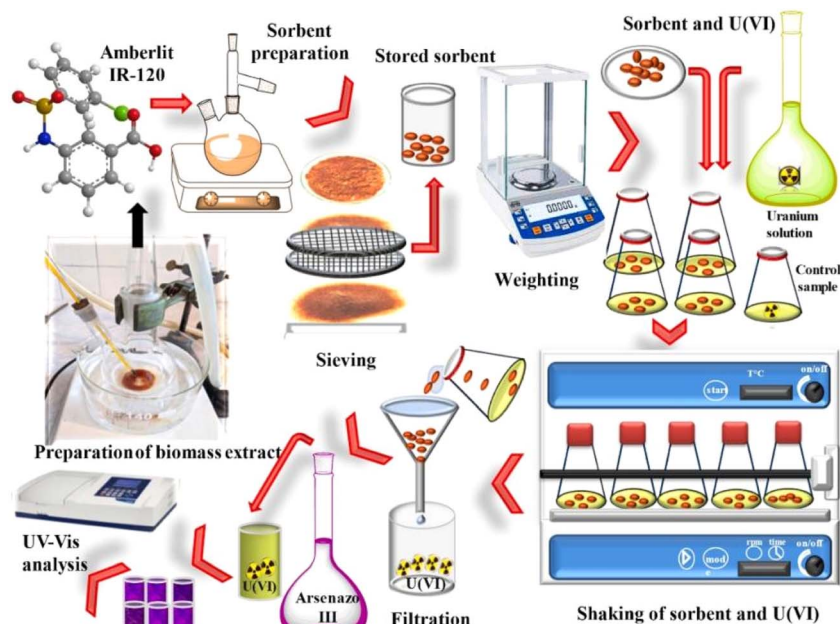 Amberlit
IR-120
Sorbent
preparation
Stored sorbent
Sorbent and U(VI)
0.0000
Weighting
Uranium
solution
Control
sample
Sieving
Preparation of biomass extract
T°C
on/off
start
rpm
time
on/off
mod
e
Shaking of sorbent and U(VI)
U(VI)
Filtration
U(VI)
Arsenazo
III
UV-Vis
analysis